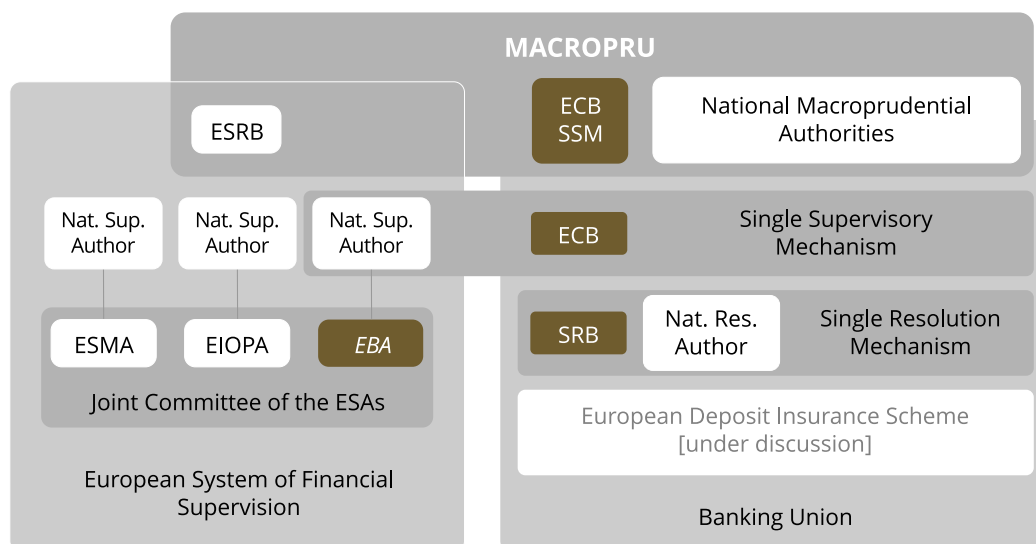 MACROPRU
ESRB
ECB
SSM
National Macroprudential
Authorities
Nat. Sup.
Author
Nat. Sup.
Author
Nat. Sup.
Author
ECB
Single Supervisory
Mechanism
ESMA
EIOPA
EBA
Joint Committee of the ESAs
SRB
Nat. Res.
Author
Single Resolution
Mechanism
European Deposit Insurance Scheme
[under discussion]
European System of Financial
Supervision
Banking Union